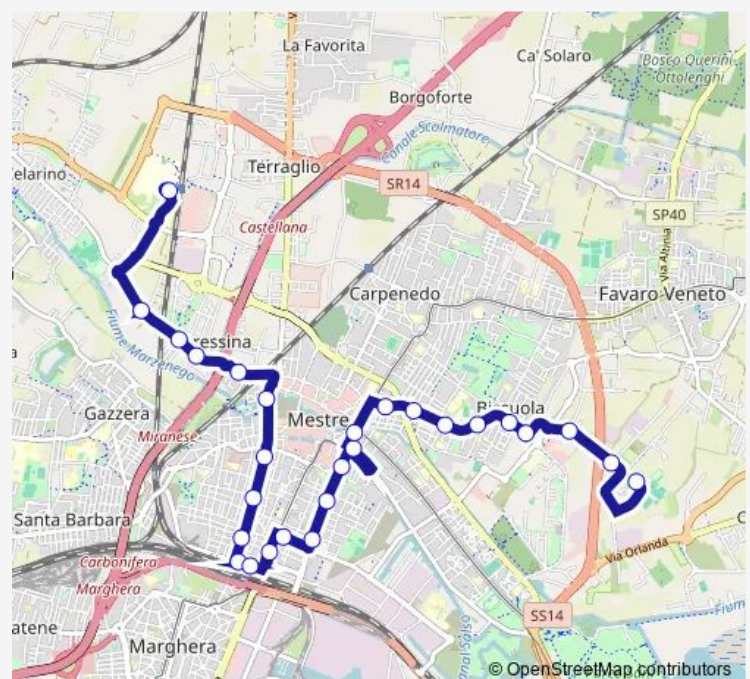 La Favorita
Ca' Solaro
Bosco Querini
Ottolenghi
Borgoforte
Canale Scolmatore
elarino
Terraglio
SR14
SP40
Castellana
Via Altinia
Carpenedo
Favaro Veneto
Fiume Marzenego
ressina
Gazzera
Mestre
Bissuola
Miranese
Santa Barbara
Carbonifera
Marghera
Via Orlanda
SS14
atene
Marghera
© OpenStreetMap contributors